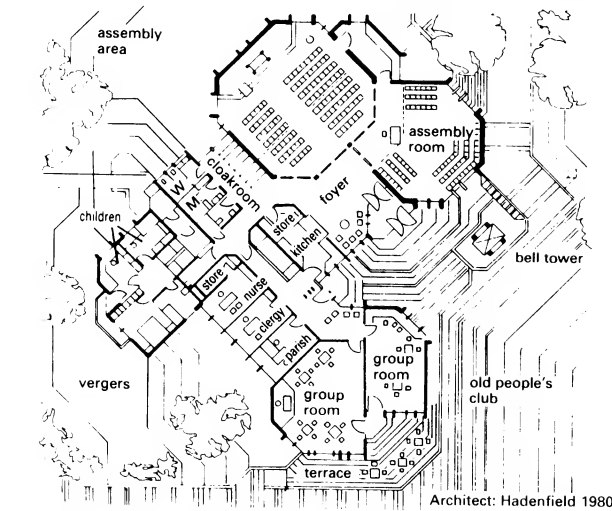 assembly
area
cloakroom
W
M
assembly
room
foyer
children
store
kitchen
bell tower
store
nurse
clergy
parish
vergers
group
room
group
room
old people's
club
terrace
Architect: Hadenfield 1980